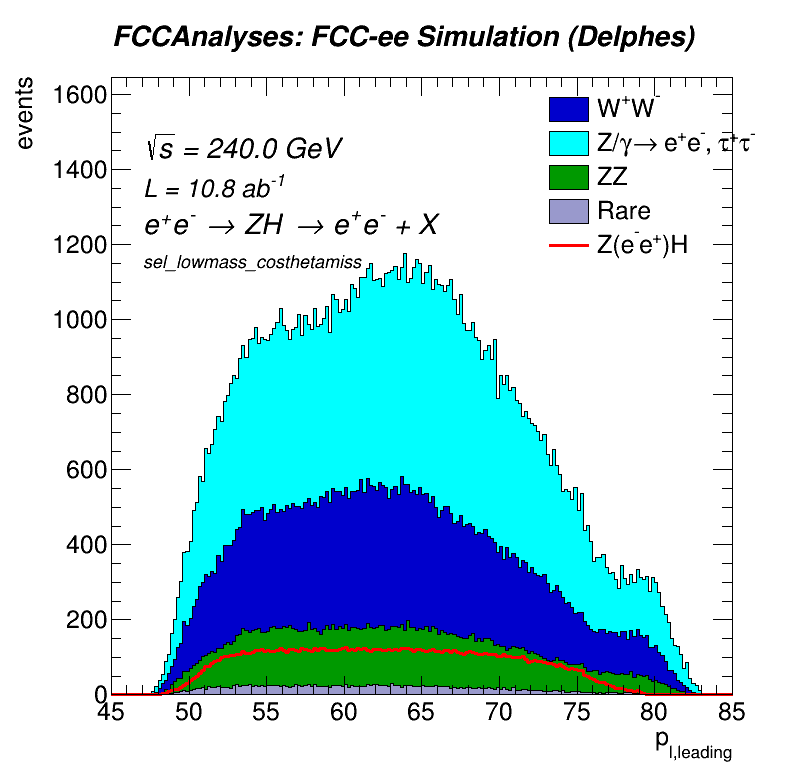 FCCAnalyses: FCC-ee Simulation (Delphes)
events
1600
1400
1200
1000
800
600
400
200
0
√s = 240.0 GeV
L = 10.8 ab⁻¹
e⁺e⁻ → ZH → e⁺e⁻ + X
sel_lowmass_costhetamiss
W⁺W⁻
Z/γ→ e⁺e⁻, τ⁺τ⁻
ZZ
Rare
Z(e⁻e⁺)H
45 50 55 60 65 70 75 80 85
p_l,leading